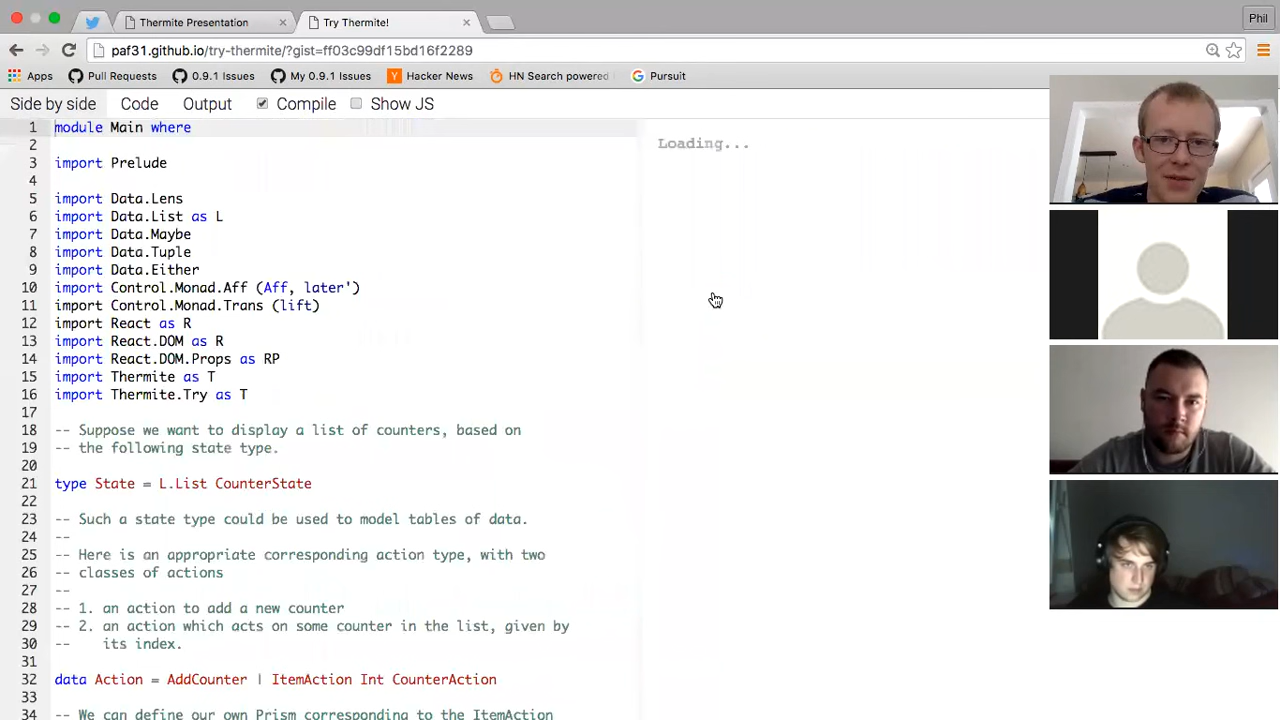 Thermite Presentation
Try Thermite!
Phil
paf31.github.io/try-thermite/?gist=ff03c99df15bd16f2289
Apps
Pull Requests
0.9.1 Issues
My 0.9.1 Issues
Hacker News
HN Search powered
Pursuit
Side by side
Code
Output
Compile
Show JS
1 module Main where
2
3 import Prelude
4
5 import Data.Lens
6 import Data.List as L
7 import Data.Maybe
8 import Data.Tuple
9 import Data.Either
10 import Control.Monad.Aff (Aff, later')
11 import Control.Monad.Trans (lift)
12 import React as R
13 import React.DOM as R
14 import React.DOM.Props as RP
15 import Thermite as T
16 import Thermite.Try as T
17
18 -- Suppose we want to display a list of counters, based on
19 -- the following state type.
20
21 type State = L.List CounterState
22
23 -- Such a state type could be used to model tables of data.
24 --
25 -- Here is an appropriate corresponding action type, with two
26 -- classes of actions
27 --
28 -- 1. an action to add a new counter
29 -- 2. an action which acts on some counter in the list, given by
30 -- its index.
31
32 data Action = AddCounter | ItemAction Int CounterAction
33
34 -- We can define our own Prism corresponding to the ItemAction
Loading...